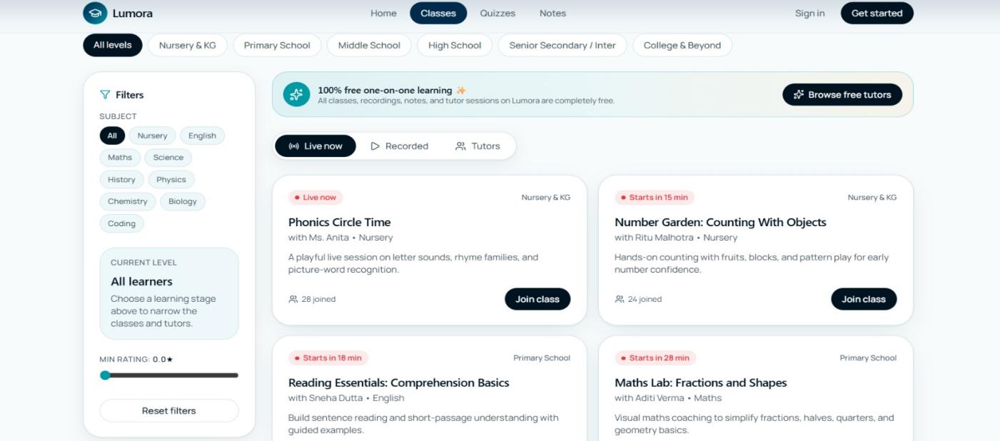 Lumora
Home Classes Quizzes Notes
Sign in Get started
All levels Nursery & KG Primary School Middle School High School Senior Secondary / Inter College & Beyond
Filters
SUBJECT
All Nursery English
Maths Science
History Physics
Chemistry Biology
Coding
CURRENT LEVEL
All learners
Choose a learning stage
above to narrow the
classes and tutors.
MIN RATING: 0.0★
Reset filters
100% free one-on-one learning ✨
All classes, recordings, notes, and tutor sessions on Lumora are completely free.
Browse free tutors
Live now Recorded Tutors
Live now Nursery & KG
Phonics Circle Time
with Ms. Anita • Nursery
A playful live session on letter sounds, rhyme families, and
picture-word recognition.
28 joined Join class
Starts in 15 min Nursery & KG
Number Garden: Counting With Objects
with Ritu Malhotra • Nursery
Hands-on counting with fruits, blocks, and pattern play for early
number confidence.
24 joined Join class
Starts in 18 min Primary School
Reading Essentials: Comprehension Basics
with Sneha Dutta • English
Build sentence reading and short-passage understanding with
guided examples.
Starts in 28 min Primary School
Maths Lab: Fractions and Shapes
with Aditi Verma • Maths
Visual maths coaching to simplify fractions, halves, quarters, and
geometry basics.